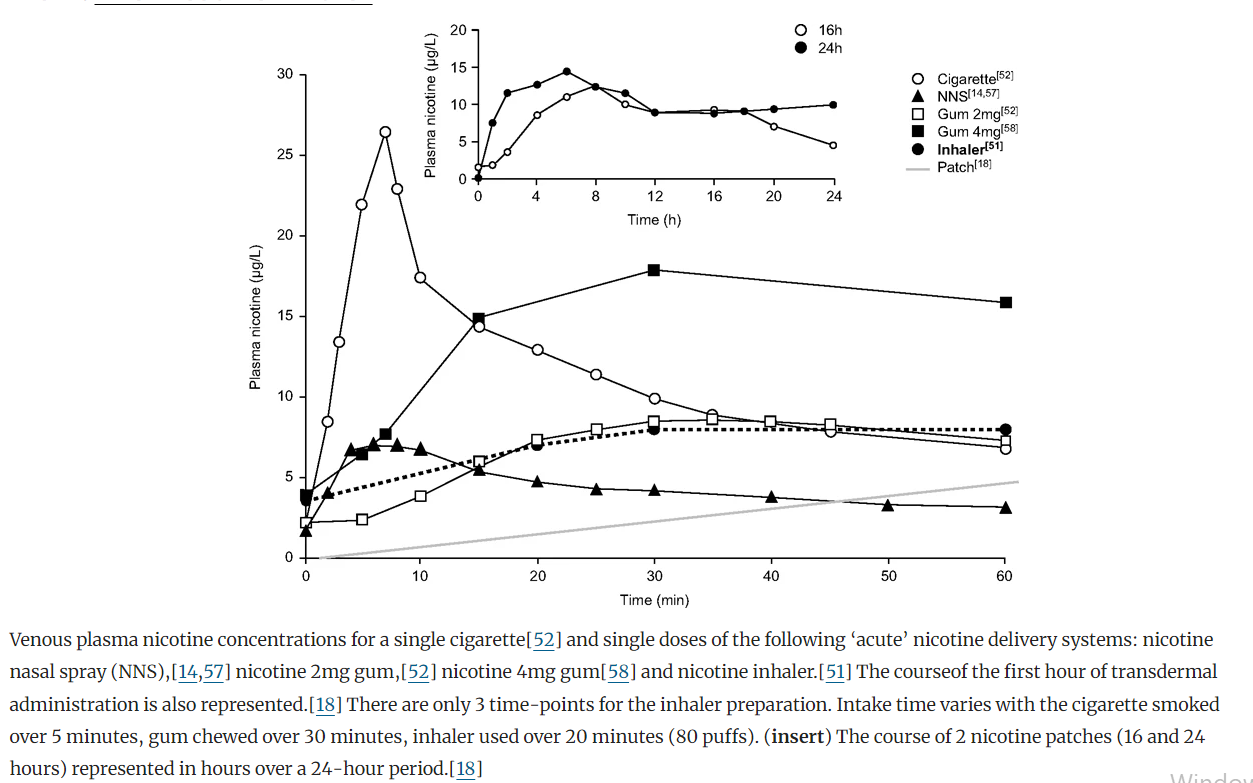 20
15
10
5
0
Plasma nicotine (µg/L)
0 4 8 12 16 20 24
Time (h)
16h
24h
30
25
20
15
10
5
0
Plasma nicotine (µg/L)
0 10 20 30 40 50 60
Time (min)
Cigarette[52]
NNS[14,57]
Gum 2mg[52]
Gum 4mg[58]
Inhaler[51]
Patch[18]
Venous plasma nicotine concentrations for a single cigarette[52] and single doses of the following ‘acute’ nicotine delivery systems: nicotine
nasal spray (NNS),[14,57] nicotine 2mg gum,[52] nicotine 4mg gum[58] and nicotine inhaler.[51] The courseof the first hour of transdermal
administration is also represented.[18] There are only 3 time-points for the inhaler preparation. Intake time varies with the cigarette smoked
over 5 minutes, gum chewed over 30 minutes, inhaler used over 20 minutes (80 puffs). (insert) The course of 2 nicotine patches (16 and 24
hours) represented in hours over a 24-hour period.[18]